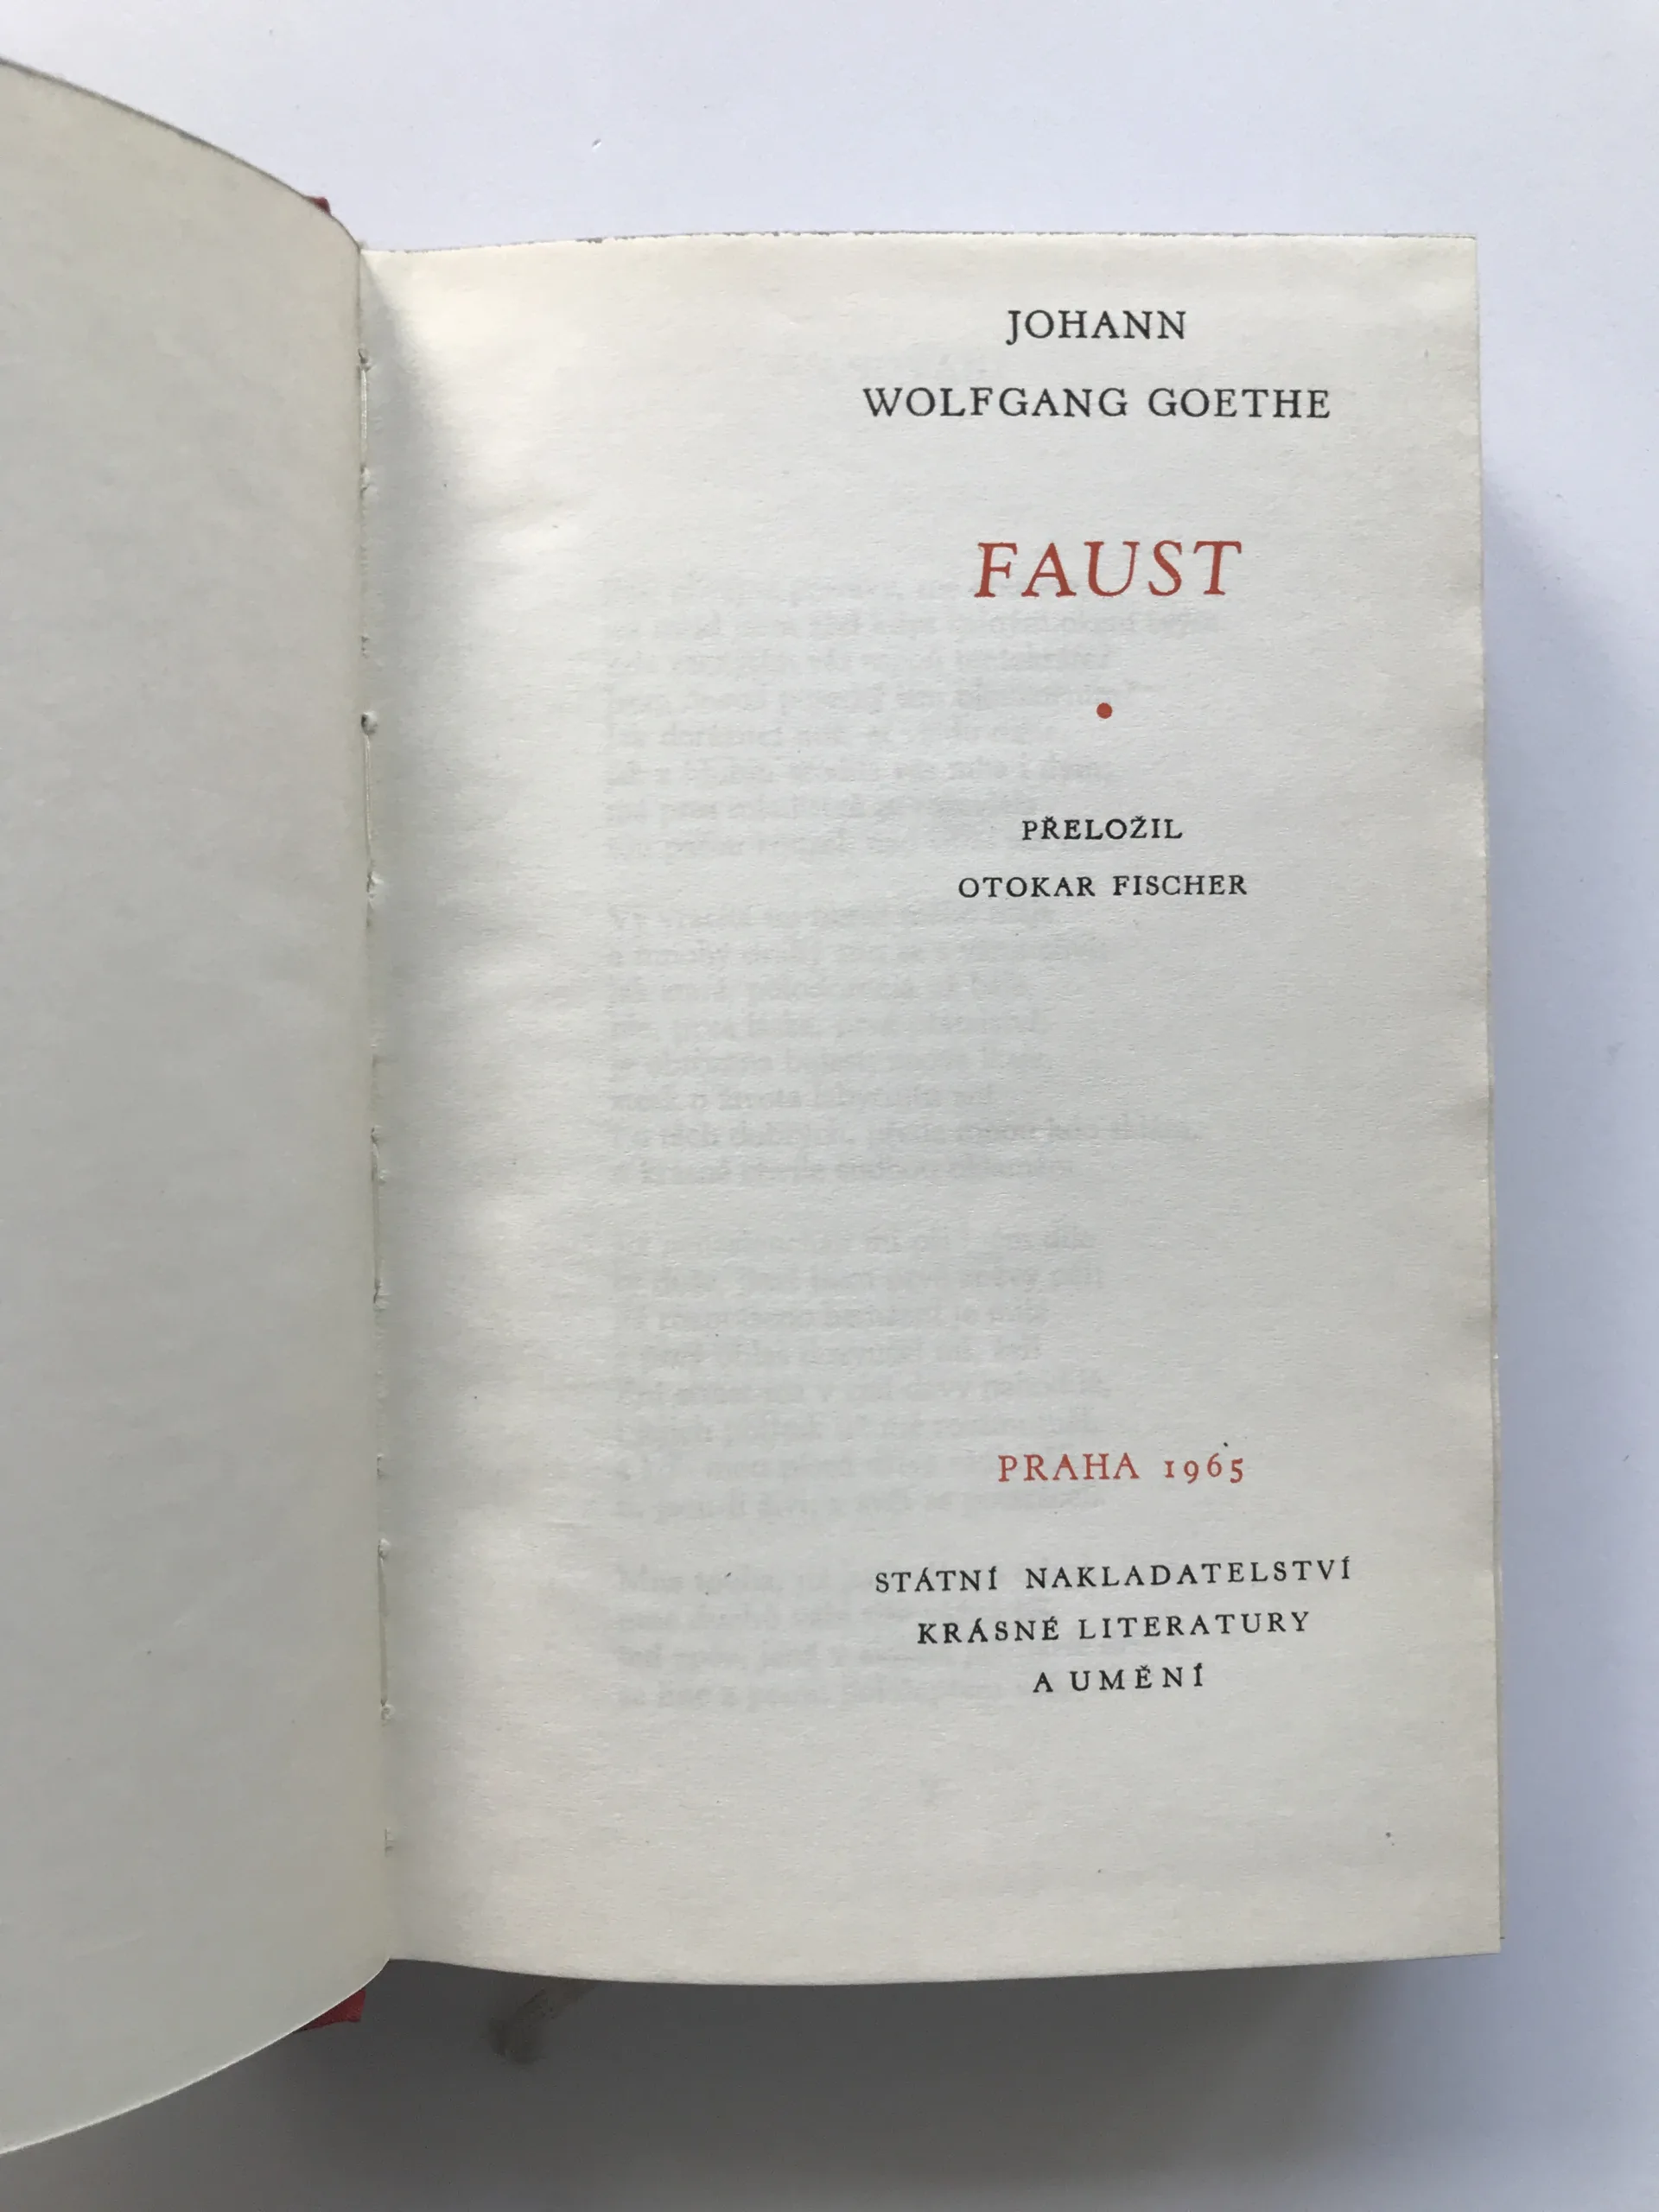 JOHANN
WOLFGANG GOETHE
FAUST
PŘELOŽIL
OTOKAR FISCHER
PRAHA 1965
STÁTNÍ NAKLADATELSTVÍ
KRÁSNÉ LITERATURY
A UMĚNÍ